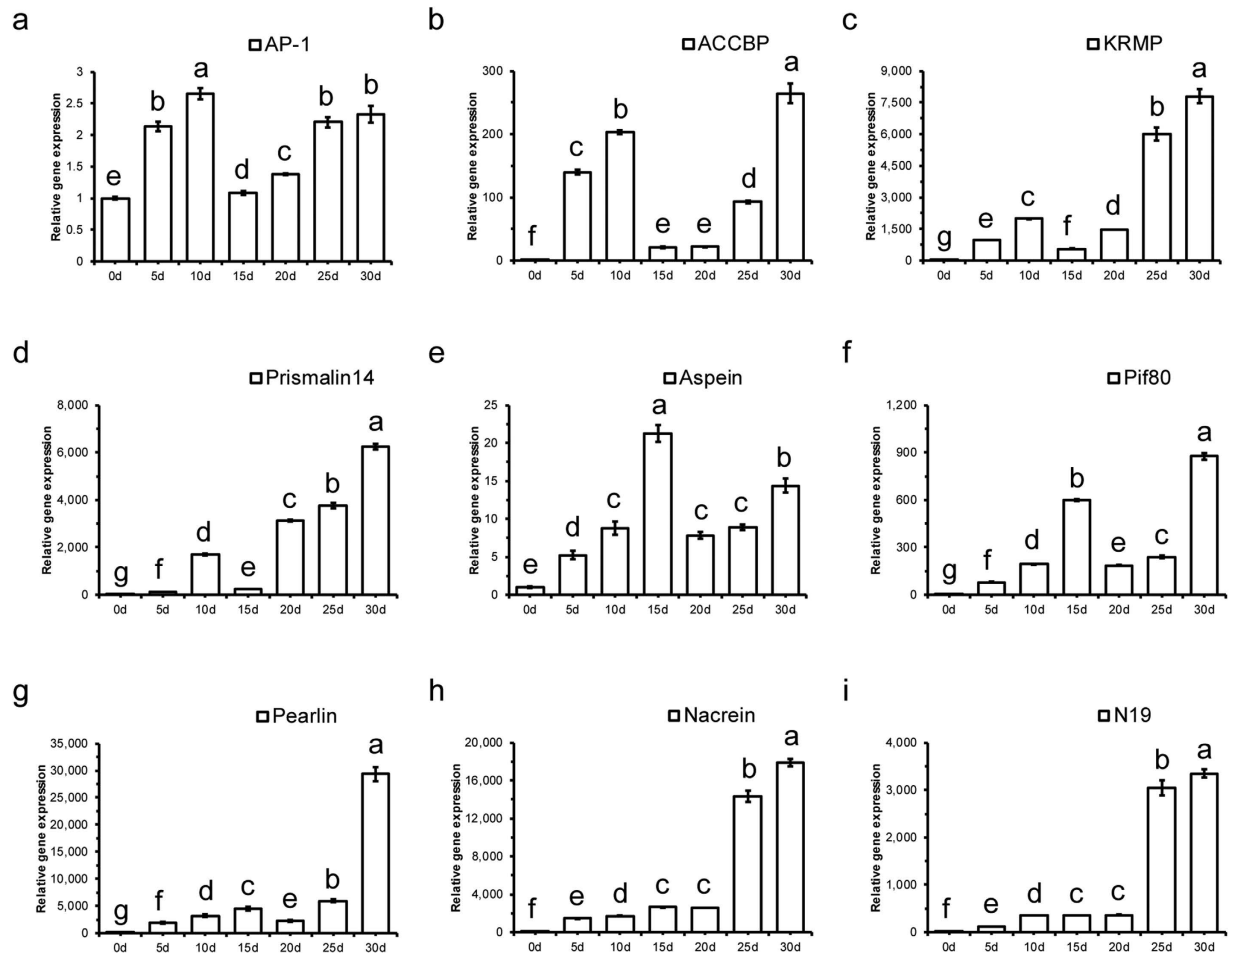 a
AP-1
Relative gene expression
3
2.5
2
1.5
1
0.5
0
e b a d c b b
0d 5d 10d 15d 20d 25d 30d
b
ACCBP
Relative gene expression
300
200
100
0
f c b e e d a
0d 5d 10d 15d 20d 25d 30d
c
KRMP
Relative gene expression
9,000
7,500
6,000
4,500
3,000
1,500
0
g e c f d b a
0d 5d 10d 15d 20d 25d 30d
d
Prismalin14
Relative gene expression
8,000
6,000
4,000
2,000
0
g f d e c b a
0d 5d 10d 15d 20d 25d 30d
e
Aspein
Relative gene expression
25
20
15
10
5
0
e d c a c c b
0d 5d 10d 15d 20d 25d 30d
f
Pif80
Relative gene expression
1,200
900
600
300
0
g f d b e c a
0d 5d 10d 15d 20d 25d 30d
g
Pearlin
Relative gene expression
35,000
30,000
25,000
20,000
15,000
10,000
5,000
0
g f d c e b a
0d 5d 10d 15d 20d 25d 30d
h
Nacrein
Relative gene expression
20,000
16,000
12,000
8,000
4,000
0
f e d c c b a
0d 5d 10d 15d 20d 25d 30d
i
N19
Relative gene expression
4,000
3,000
2,000
1,000
0
f e d c c b a
0d 5d 10d 15d 20d 25d 30d